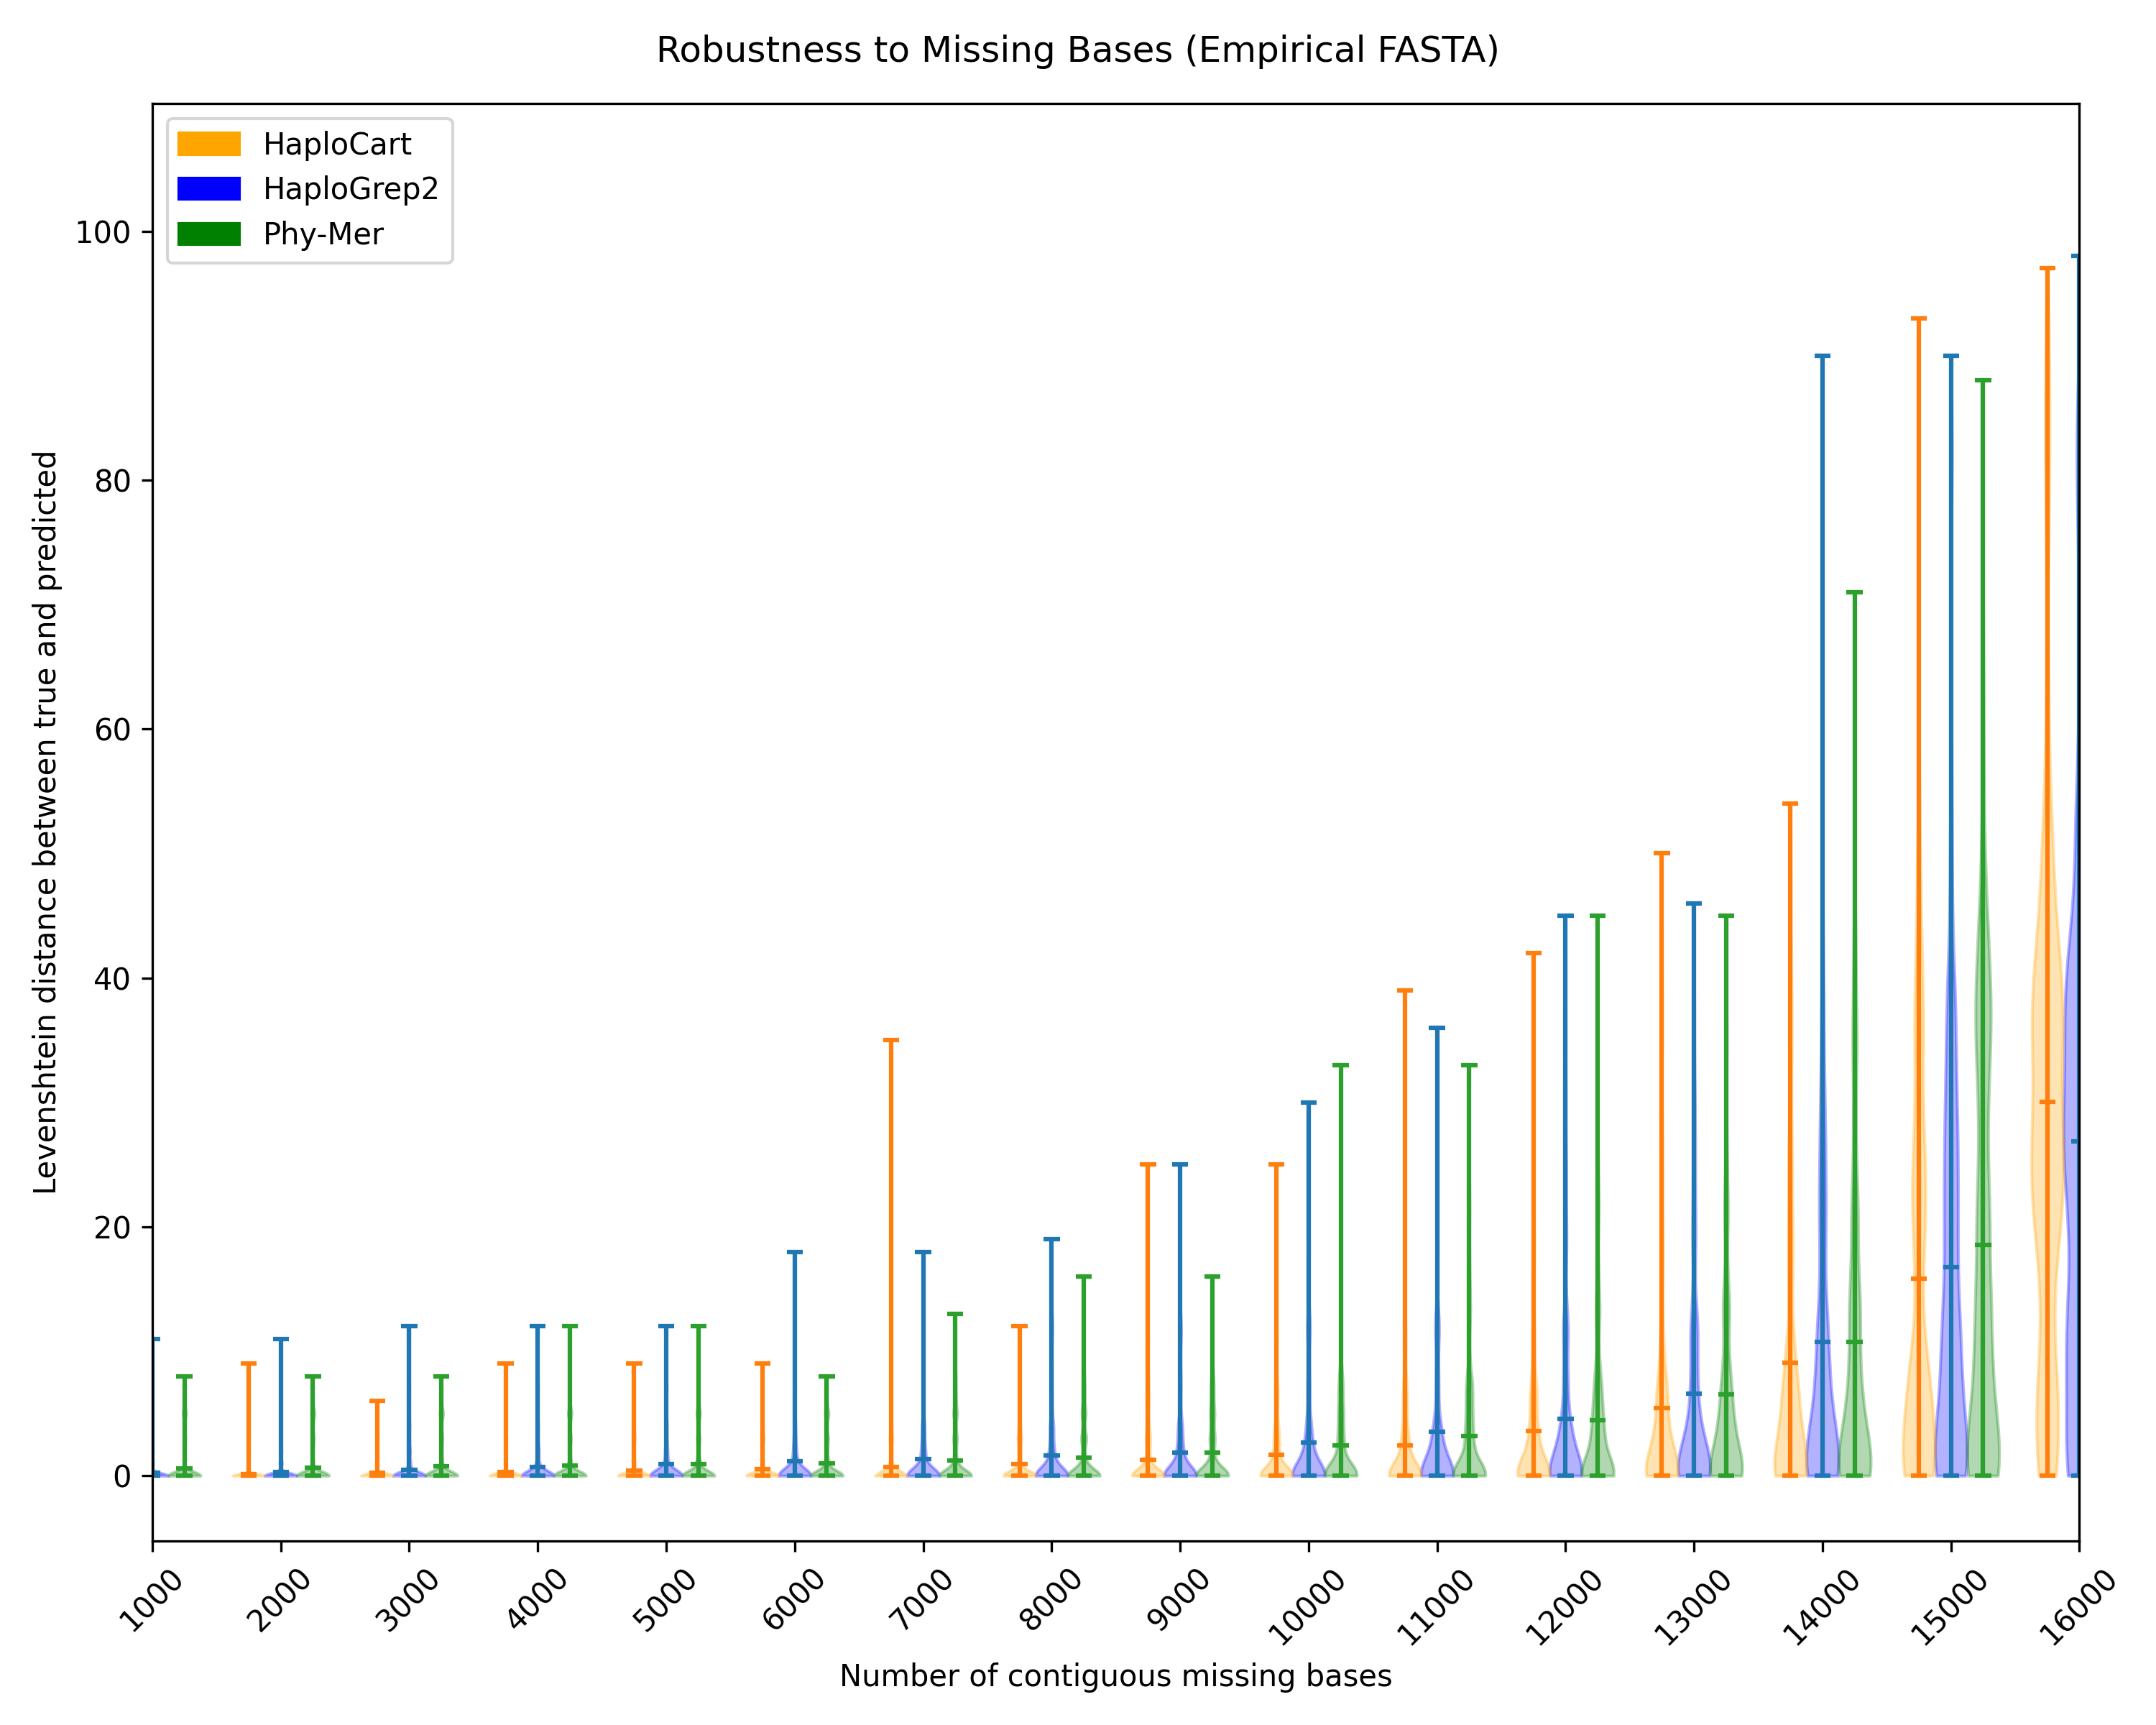 Robustness to Missing Bases (Empirical FASTA)
HaploCart
HaploGrep2
Phy-Mer
Levenshtein distance between true and predicted
100
80
60
40
20
0
1000 2000 3000 4000 5000 6000 7000 8000 9000 10000 11000 12000 13000 14000 15000 16000
Number of contiguous missing bases